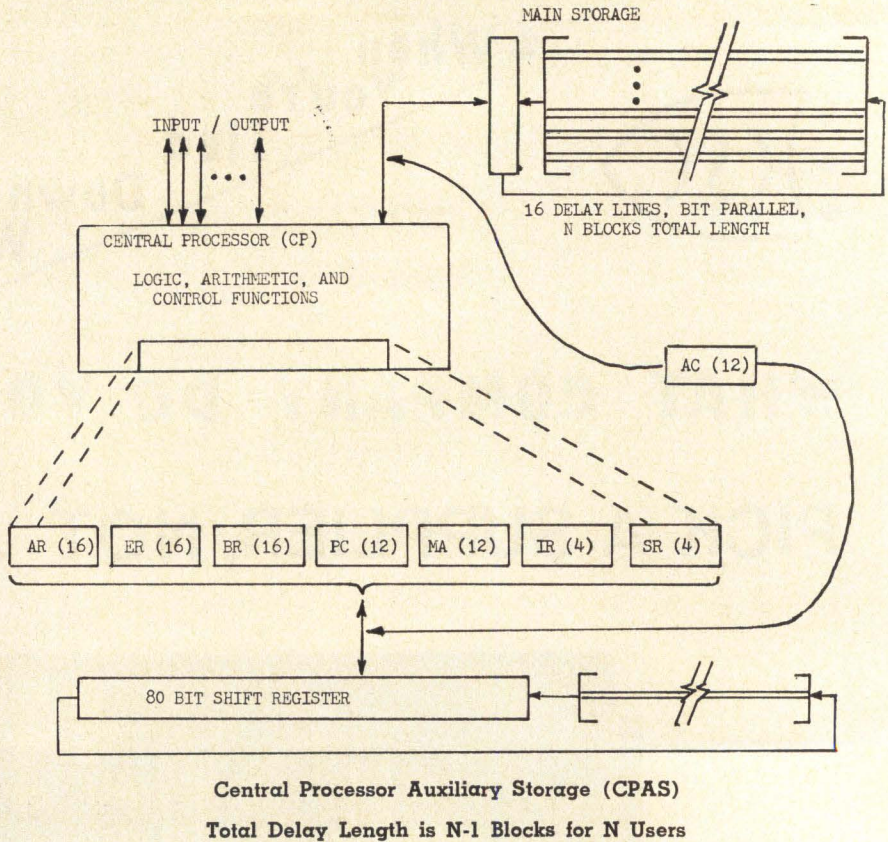 MAIN STORAGE
INPUT / OUTPUT
16 DELAY LINES, BIT PARALLEL,
N BLOCKS TOTAL LENGTH
CENTRAL PROCESSOR (CP)
LOGIC, ARITHMETIC, AND
CONTROL FUNCTIONS
AC (12)
AR (16)
ER (16)
BR (16)
PC (12)
MA (12)
IR (4)
SR (4)
80 BIT SHIFT REGISTER
Central Processor Auxiliary Storage (CPAS)
Total Delay Length is N-1 Blocks for N Users